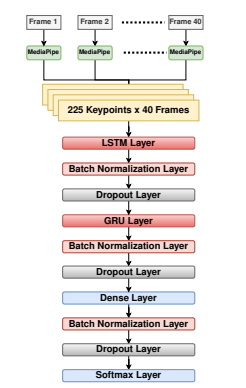 Frame 1 Frame 2 Frame 40
MediaPipe MediaPipe MediaPipe
225 Keypoints x 40 Frames
LSTM Layer
Batch Normalization Layer
Dropout Layer
GRU Layer
Batch Normalization Layer
Dropout Layer
Dense Layer
Batch Normalization Layer
Dropout Layer
Softmax Layer